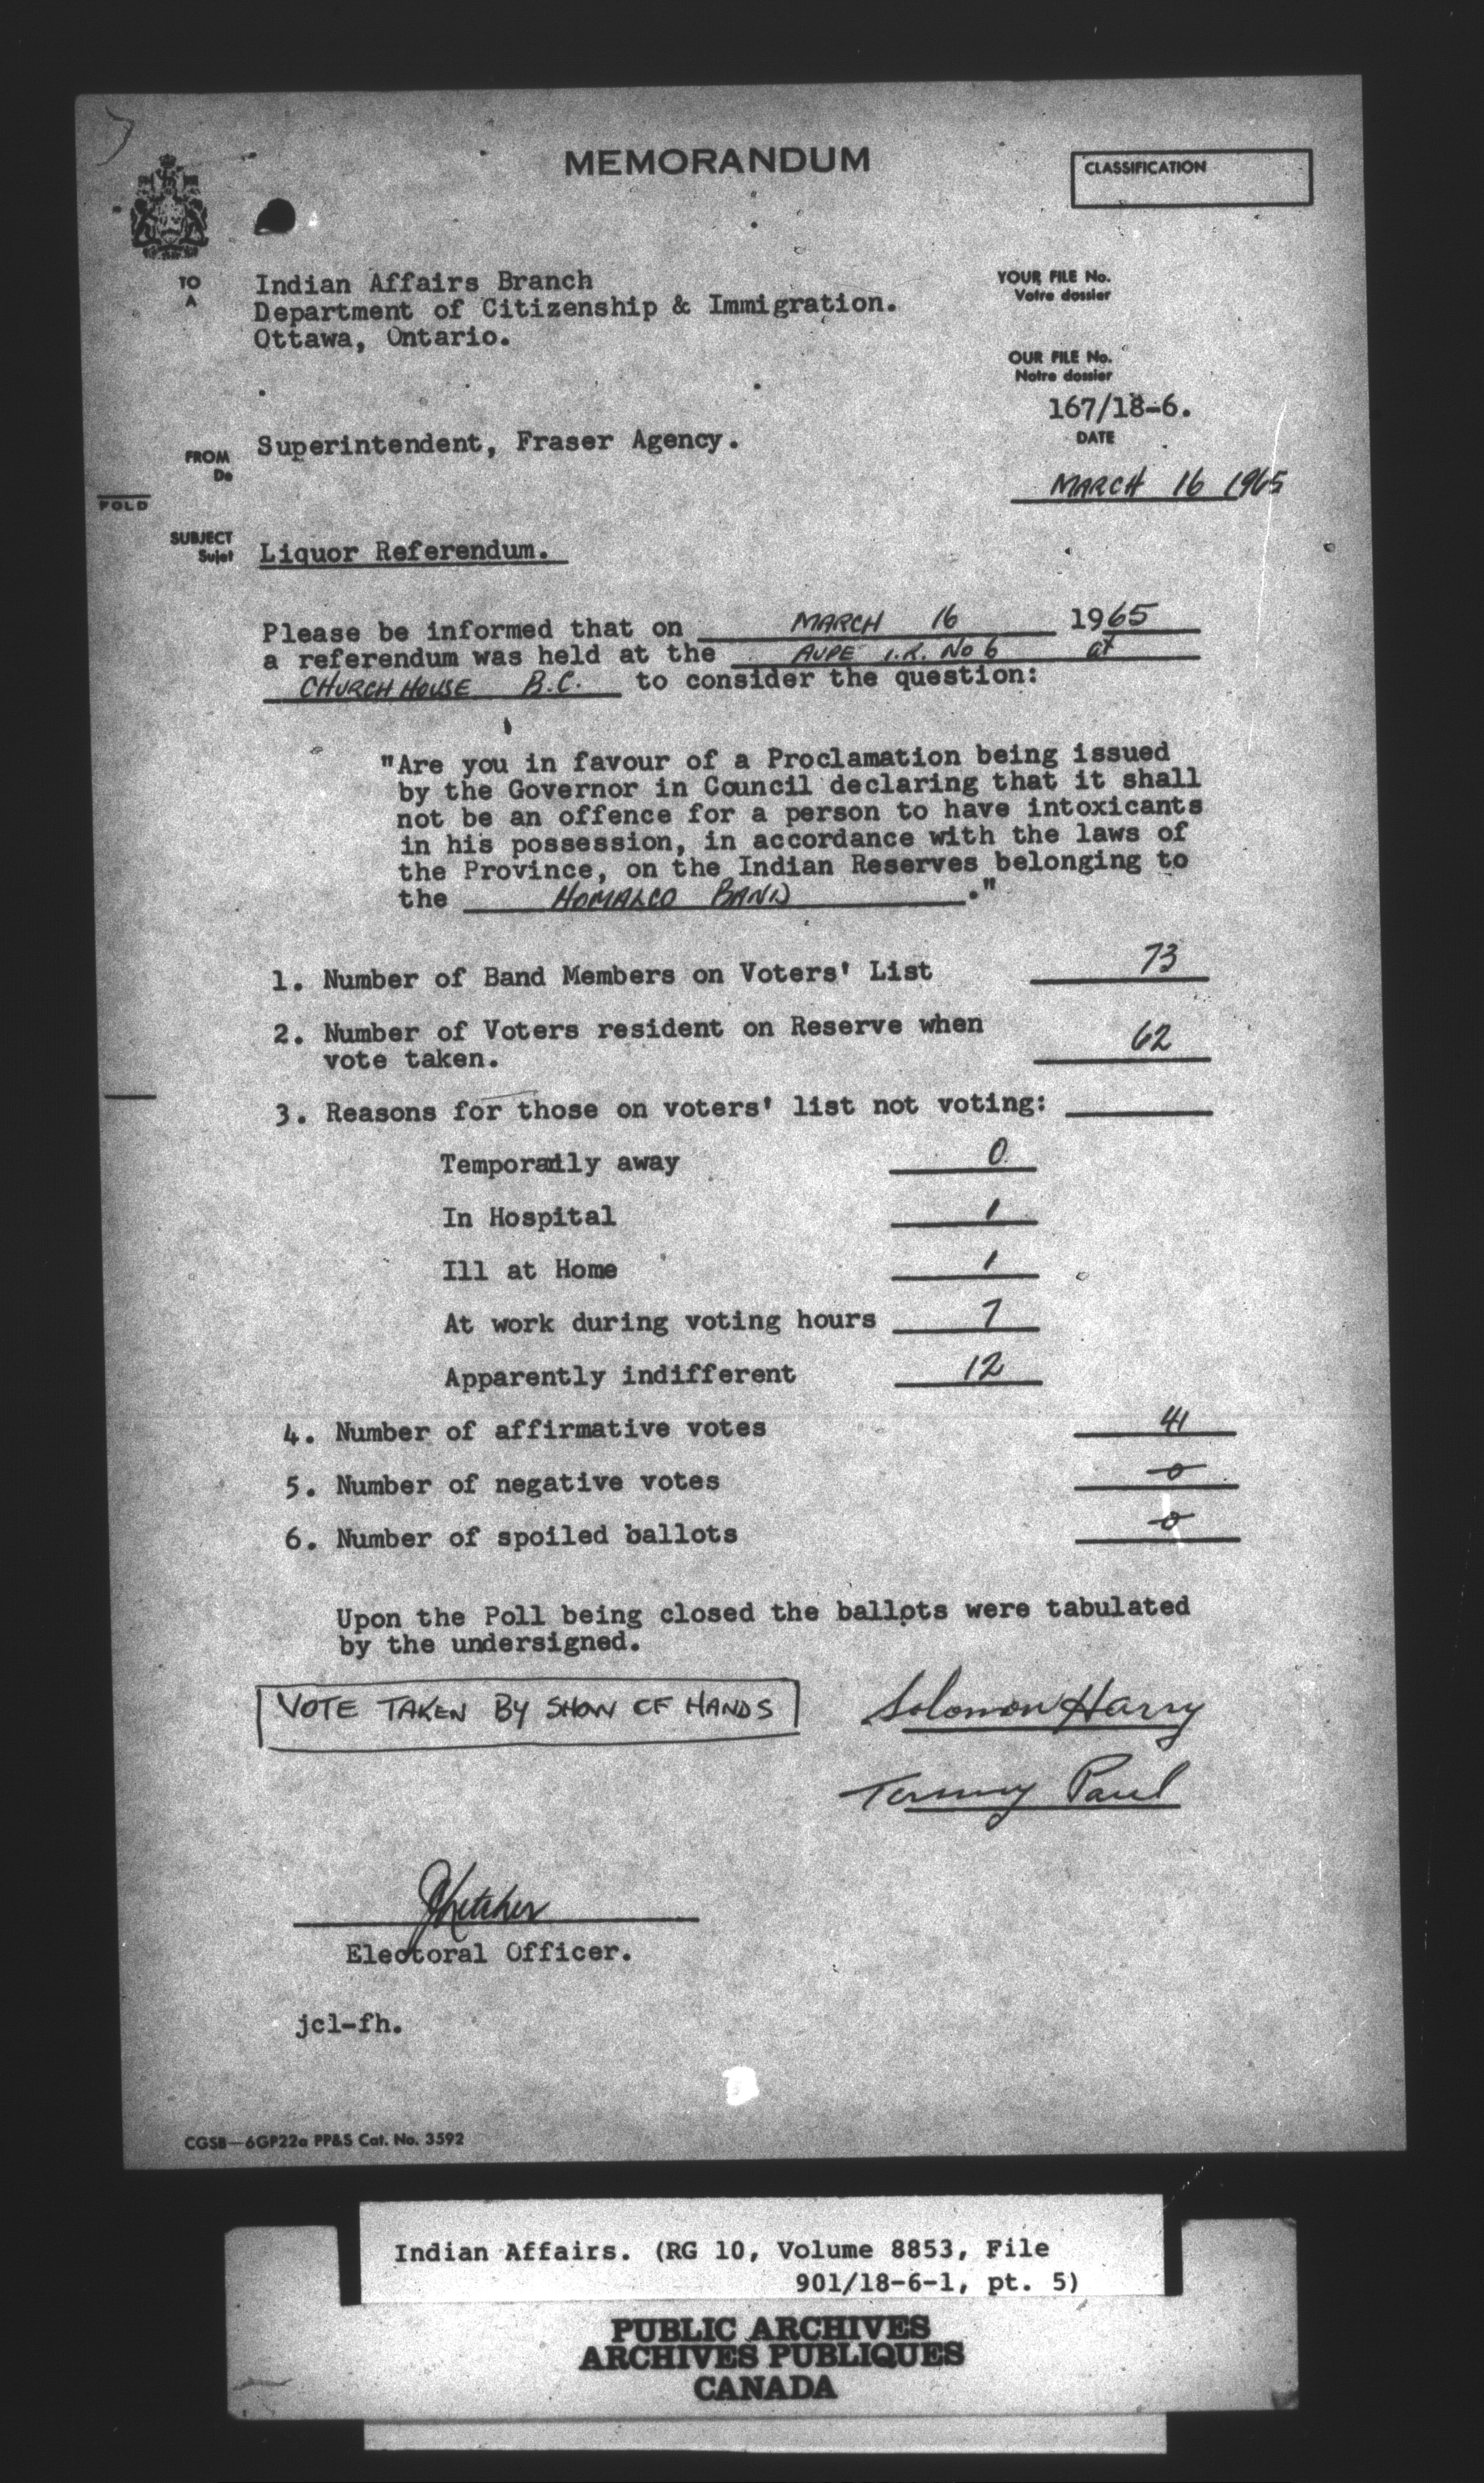 MEMORANDUM
CLASSIFICATION
TO
A
Indian Affairs Branch
Department of Citizenship & Immigration.
Ottawa, Ontario.
YOUR FILE No.
Votre dossier
OUR FILE No.
Notre dossier
167/18-6.
DATE
MARCH 16 1965
FROM
De
Superintendent, Fraser Agency.
FOLD
SUBJECT
Sujet
Liquor Referendum.
Please be informed that on MARCH 16 1965
a referendum was held at the AUPE I.R. No 6 at
CHURCH HOUSE B.C. to consider the question:
"Are you in favour of a Proclamation being issued
by the Governor in Council declaring that it shall
not be an offence for a person to have intoxicants
in his possession, in accordance with the laws of
the Province, on the Indian Reserves belonging to
the HOMALCO BAND ."
1. Number of Band Members on Voters' List 73
2. Number of Voters resident on Reserve when
vote taken. 62
3. Reasons for those on voters' list not voting:
Temporarily away 0
In Hospital 1
Ill at Home 1
At work during voting hours 7
Apparently indifferent 12
4. Number of affirmative votes 41
5. Number of negative votes 0
6. Number of spoiled ballots 0
Upon the Poll being closed the ballots were tabulated
by the undersigned.
VOTE TAKEN BY SHOW OF HANDS
Solomon Harry
Tommy Paul
Electoral Officer.
jcl-fh.
CGSB—6GP22a PP&S Cat. No. 3592
Indian Affairs. (RG 10, Volume 8853, File
901/18-6-1, pt. 5)
PUBLIC ARCHIVES
ARCHIVES PUBLIQUES
CANADA